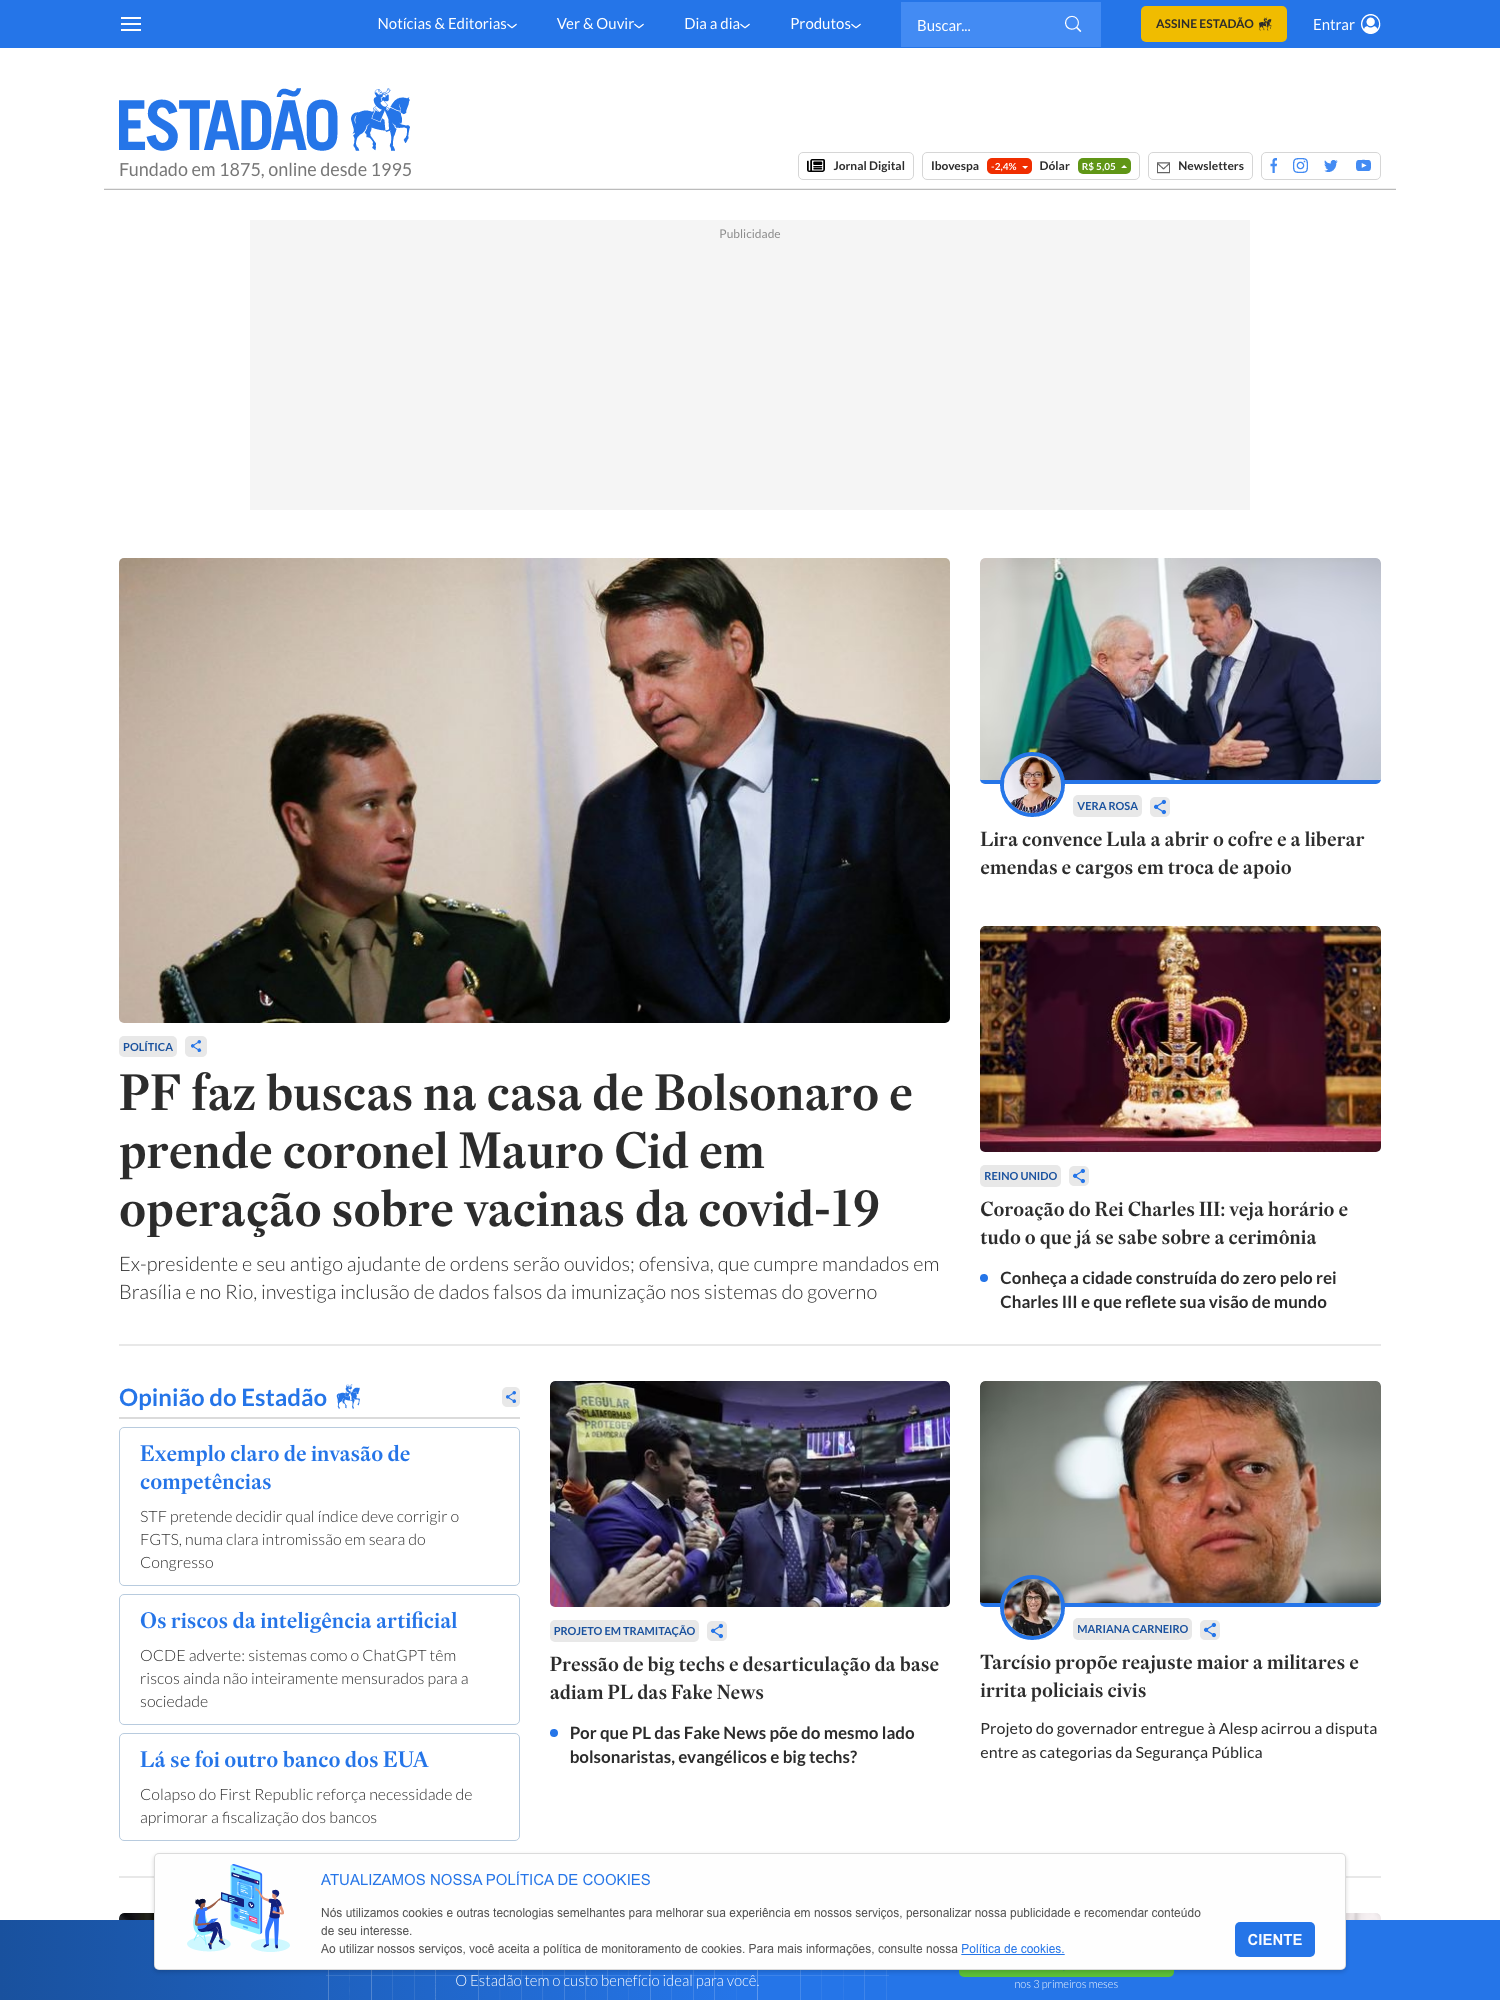 Notícias & Editorias
Ver & Ouvir
Dia a dia
Produtos
Buscar...
ASSINE ESTADÃO
Entrar
ESTADÃO
Fundado em 1875, online desde 1995
Jornal Digital
Ibovespa -2,4% Dólar R$ 5,05
Newsletters
Publicidade
POLÍTICA
PF faz buscas na casa de Bolsonaro e
prende coronel Mauro Cid em
operação sobre vacinas da covid-19
Ex-presidente e seu antigo ajudante de ordens serão ouvidos; ofensiva, que cumpre mandados em
Brasília e no Rio, investiga inclusão de dados falsos da imunização nos sistemas do governo
VERA ROSA
Lira convence Lula a abrir o cofre e a liberar
emendas e cargos em troca de apoio
REINO UNIDO
Coroação do Rei Charles III: veja horário e
tudo o que já se sabe sobre a cerimônia
Conheça a cidade construída do zero pelo rei
Charles III e que reflete sua visão de mundo
Opinião do Estadão
Exemplo claro de invasão de
competências
STF pretende decidir qual índice deve corrigir o
FGTS, numa clara intromissão em seara do
Congresso
Os riscos da inteligência artificial
OCDE adverte: sistemas como o ChatGPT têm
riscos ainda não inteiramente mensurados para a
sociedade
Lá se foi outro banco dos EUA
Colapso do First Republic reforça necessidade de
aprimorar a fiscalização dos bancos
REGULAR
PLATAFORMAS
PROTEGER
A DEMOCRACIA
PROJETO EM TRAMITAÇÃO
Pressão de big techs e desarticulação da base
adiam PL das Fake News
Por que PL das Fake News põe do mesmo lado
bolsonaristas, evangélicos e big techs?
MARIANA CARNEIRO
Tarcísio propõe reajuste maior a militares e
irrita policiais civis
Projeto do governador entregue à Alesp acirrou a disputa
entre as categorias da Segurança Pública
ATUALIZAMOS NOSSA POLÍTICA DE COOKIES
Nós utilizamos cookies e outras tecnologias semelhantes para melhorar sua experiência em nossos serviços, personalizar nossa publicidade e recomendar conteúdo
de seu interesse.
Ao utilizar nossos serviços, você aceita a política de monitoramento de cookies. Para mais informações, consulte nossa Política de cookies.
CIENTE
O Estadão tem o custo benefício ideal para você.
nos 3 primeiros meses